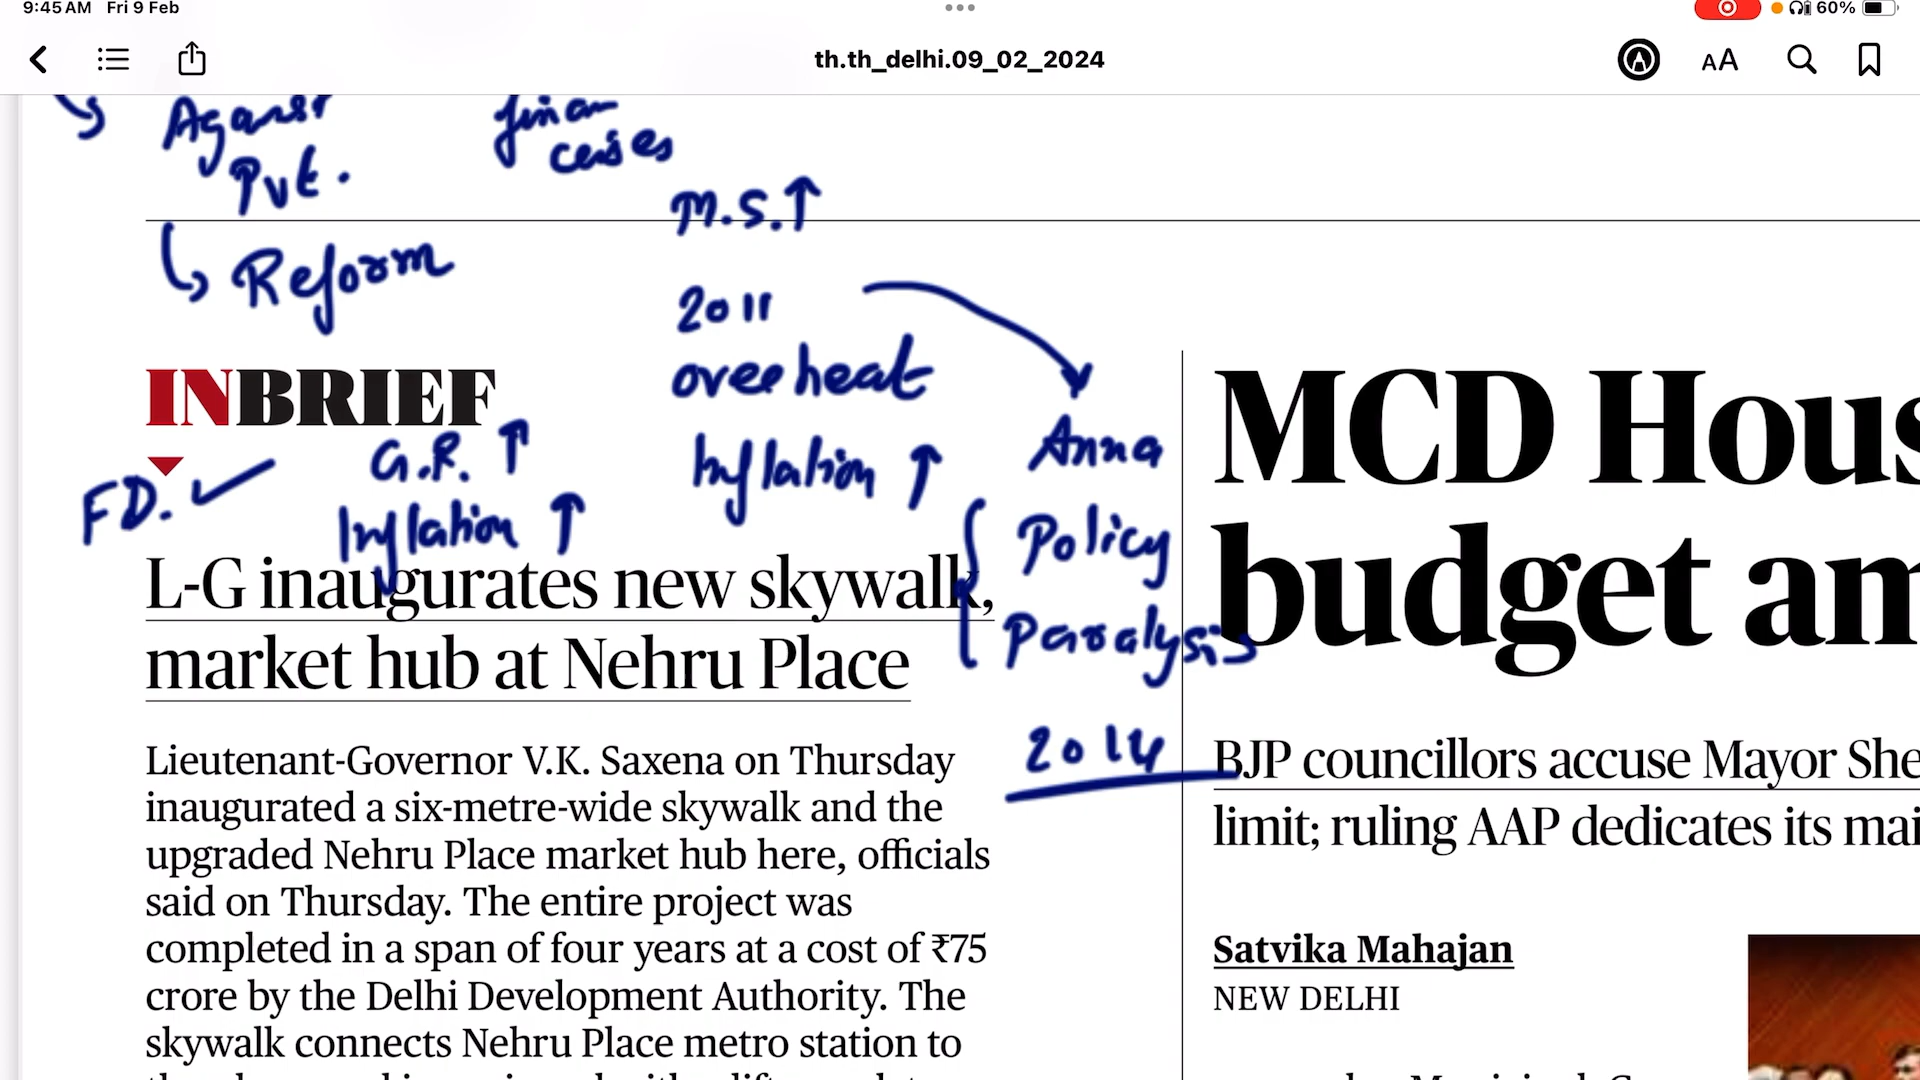 9:45 AM Fri 9 Feb
60%
th.th_delhi.09_02_2024
AA
Against
Pvt.
cases
M.S.↑
Reform
2011
overheat
INBRIEF
G.R. ↑
Inflation ↑
Anna
FD.
Inflation ↑
Policy
Paralysis
2014
L-G inaugurates new skywalk,
market hub at Nehru Place
Lieutenant-Governor V.K. Saxena on Thursday
inaugurated a six-metre-wide skywalk and the
upgraded Nehru Place market hub here, officials
said on Thursday. The entire project was
completed in a span of four years at a cost of ₹75
crore by the Delhi Development Authority. The
skywalk connects Nehru Place metro station to
MCD Hous
budget am
BJP councillors accuse Mayor She
limit; ruling AAP dedicates its mai
Satvika Mahajan
NEW DELHI